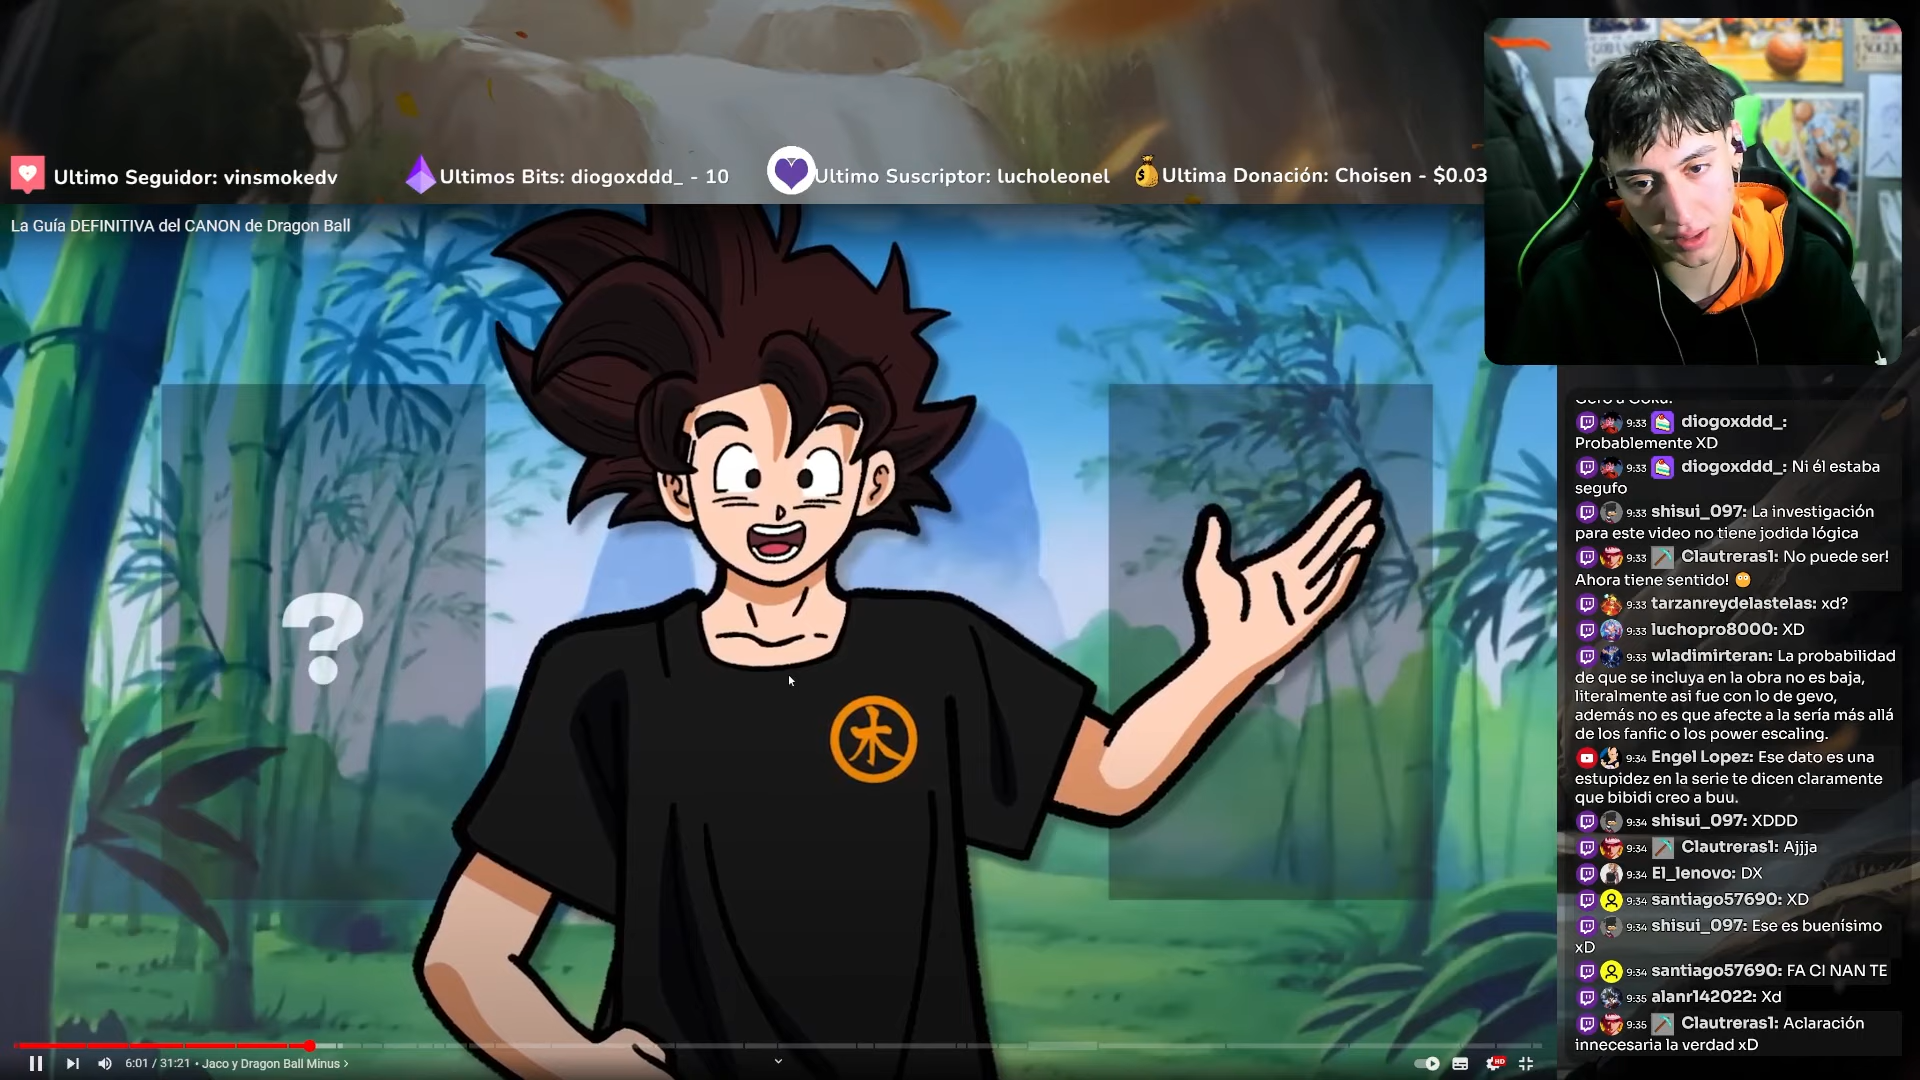 Ultimo Seguidor: vinsmokedv
Ultimos Bits: diogoxddd_ - 10
Ultimo Suscriptor: lucholeonel
Ultima Donación: Choisen - $0.03
La Guía DEFINITIVA del CANON de Dragon Ball
?
木
9:33 diogoxddd_:
Probablemente XD
9:33 diogoxddd_: Ni él estaba
segufo
9:33 shisui_097: La investigación
para este video no tiene jodida lógica
9:33 Clautreras1: No puede ser!
Ahora tiene sentido! 😶
9:33 tarzanreydelastelas: xd?
9:33 luchopro8000: XD
9:33 wladimirteran: La probabilidad
de que se incluya en la obra no es baja,
literalmente asi fue con lo de gevo,
además no es que afecte a la sería más allá
de los fanfic o los power escaling.
9:34 Engel Lopez: Ese dato es una
estupidez en la serie te dicen claramente
que bibidi creo a buu.
9:34 shisui_097: XDDD
9:34 Clautreras1: Ajjja
9:34 El_lenovo: DX
9:34 santiago57690: XD
9:34 shisui_097: Ese es buenísimo
xD
9:34 santiago57690: FA CI NAN TE
9:35 alanr142022: Xd
9:35 Clautreras1: Aclaración
innecesaria la verdad xD
6:01 / 31:21 • Jaco y Dragon Ball Minus ›
HD